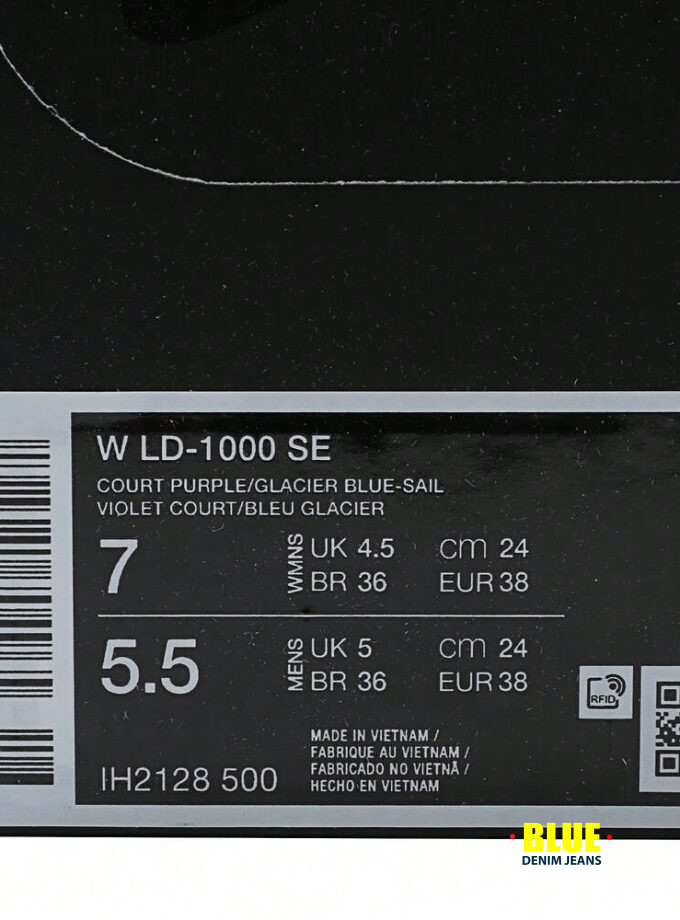 W LD-1000 SE
COURT PURPLE/GLACIER BLUE-SAIL
VIOLET COURT/BLEU GLACIER
7 WMNS UK 4.5 cm 24
BR 36 EUR 38
5.5 MENS UK 5 cm 24
BR 36 EUR 38
MADE IN VIETNAM /
FABRIQUE AU VIETNAM /
FABRICADO NO VIETNÃ /
HECHO EN VIETNAM
IH2128 500
RFID
BLUE
DENIM JEANS